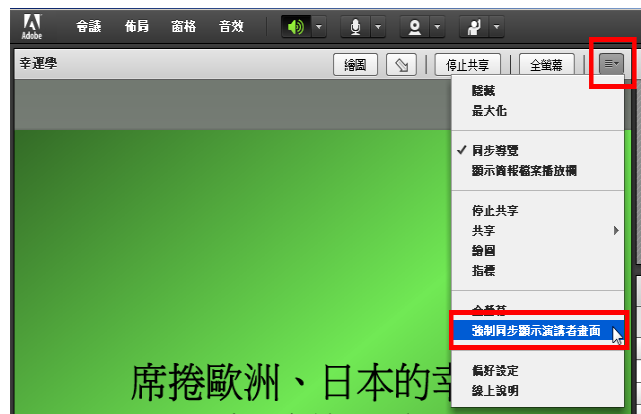 Adobe 會議 佈局 窗格 音效
幸運學 繪圖 停止共享 全螢幕
隱藏
最大化
✓ 同步導覽
顯示簡報檔案播放欄
停止共享
共享
繪圖
指標
全螢幕
強制同步顯示演講者畫面
偏好設定
線上說明
席捲歐洲、日本的幸